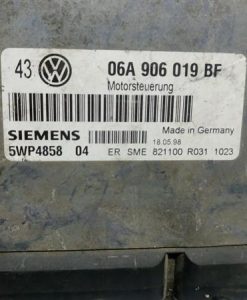 43 VW 06A 906 019 BF
Motorsteuerung
SIEMENS Made in Germany
18.05.98
5WP4858 04 ER SME 821100 R031 1023